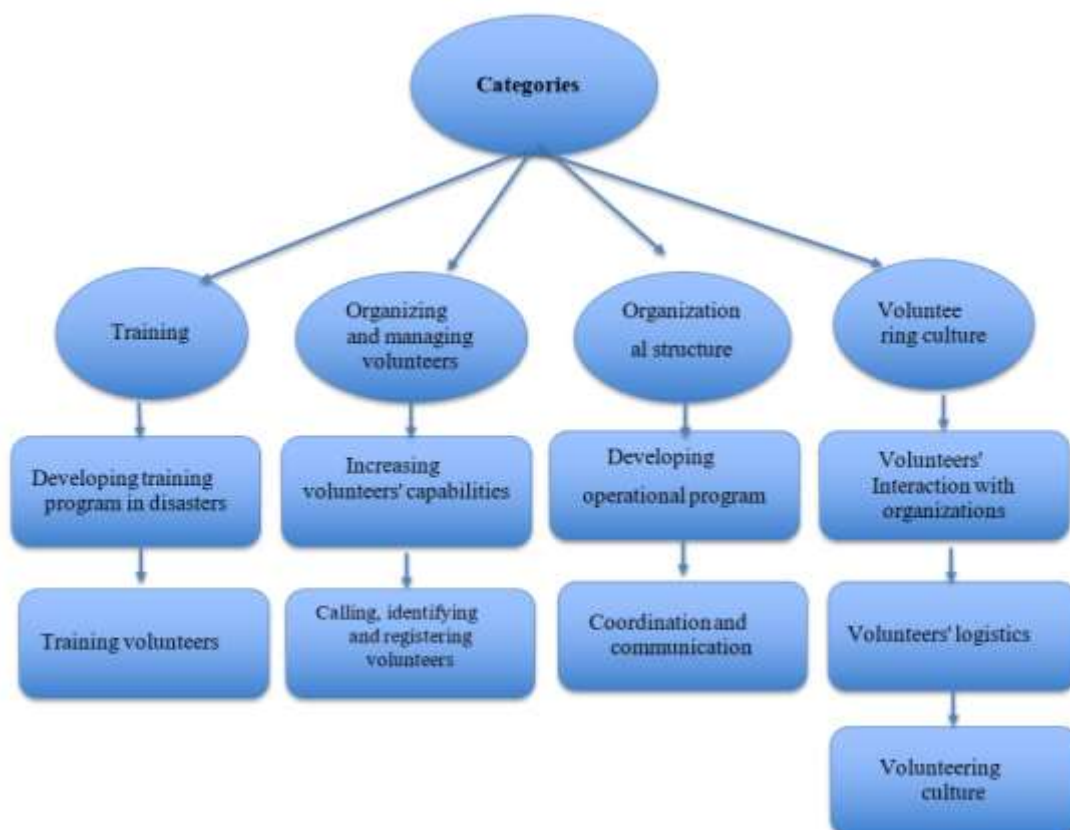 Categories
Training
Organizing
and managing
volunteers
Organization
al structure
Voluntee
ring culture
Developing training
program in disasters
Increasing
volunteers' capabilities
Developing
operational program
Volunteers'
Interaction with
organizations
Training volunteers
Calling, identifying
and registering
volunteers
Coordination and
communication
Volunteers' logistics
Volunteering
culture